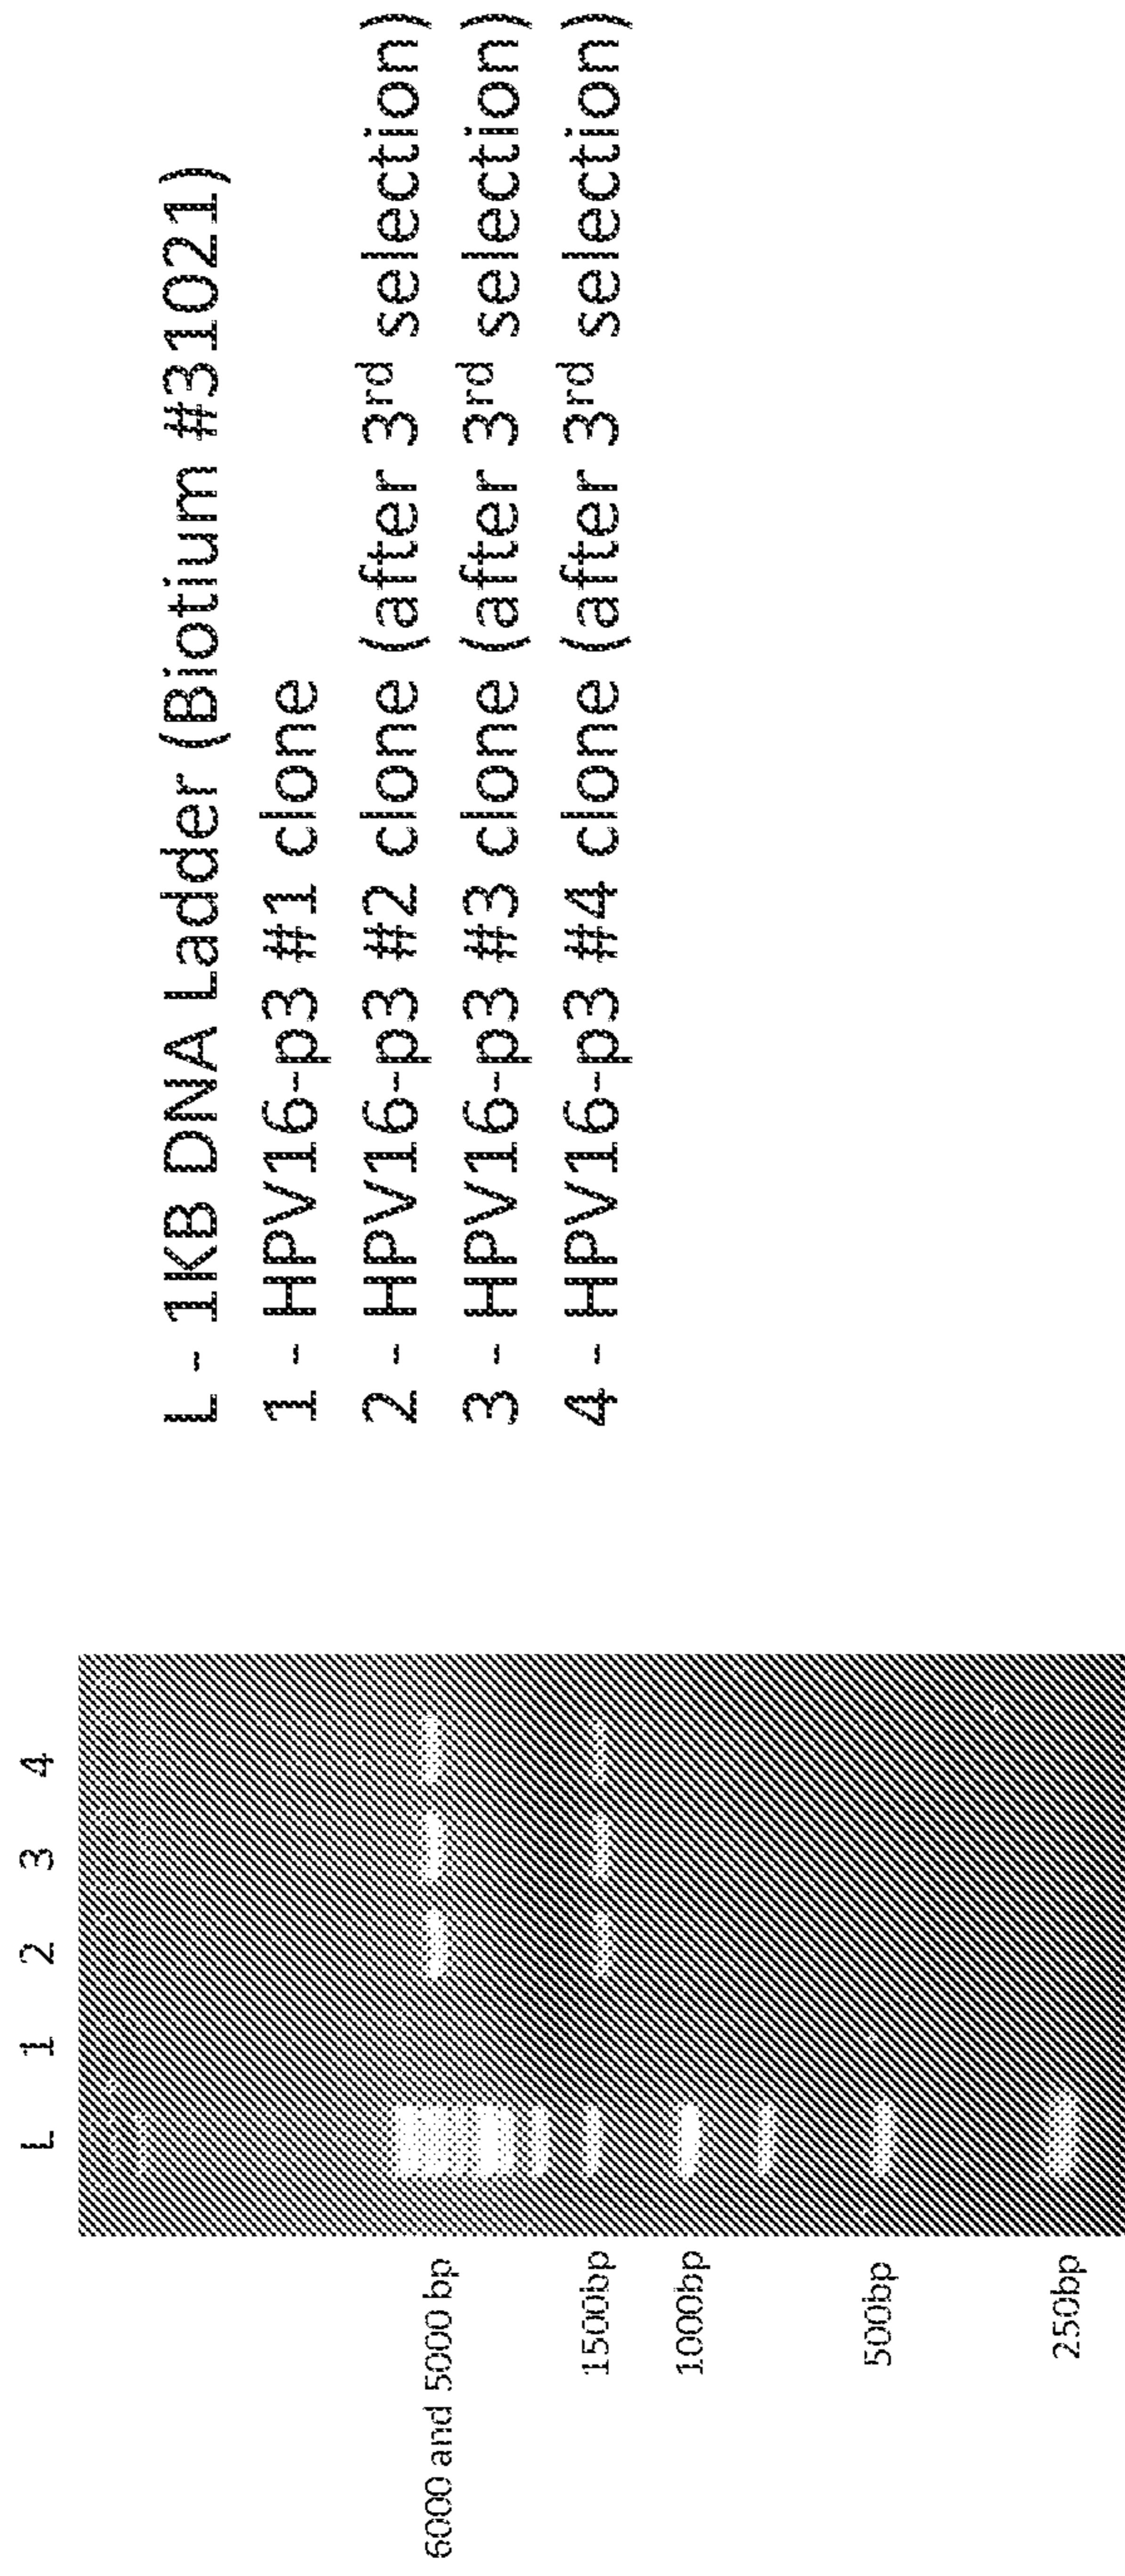 L 1 2 3 4
6000 and 5000 bp
1500bp
1000bp
500bp
250bp
L - 1KB DNA Ladder (Biotium #31021)
1 - HPV16-p3 #1 clone
2 - HPV16-p3 #2 clone (after 3rd selection)
3 - HPV16-p3 #3 clone (after 3rd selection)
4 - HPV16-p3 #4 clone (after 3rd selection)